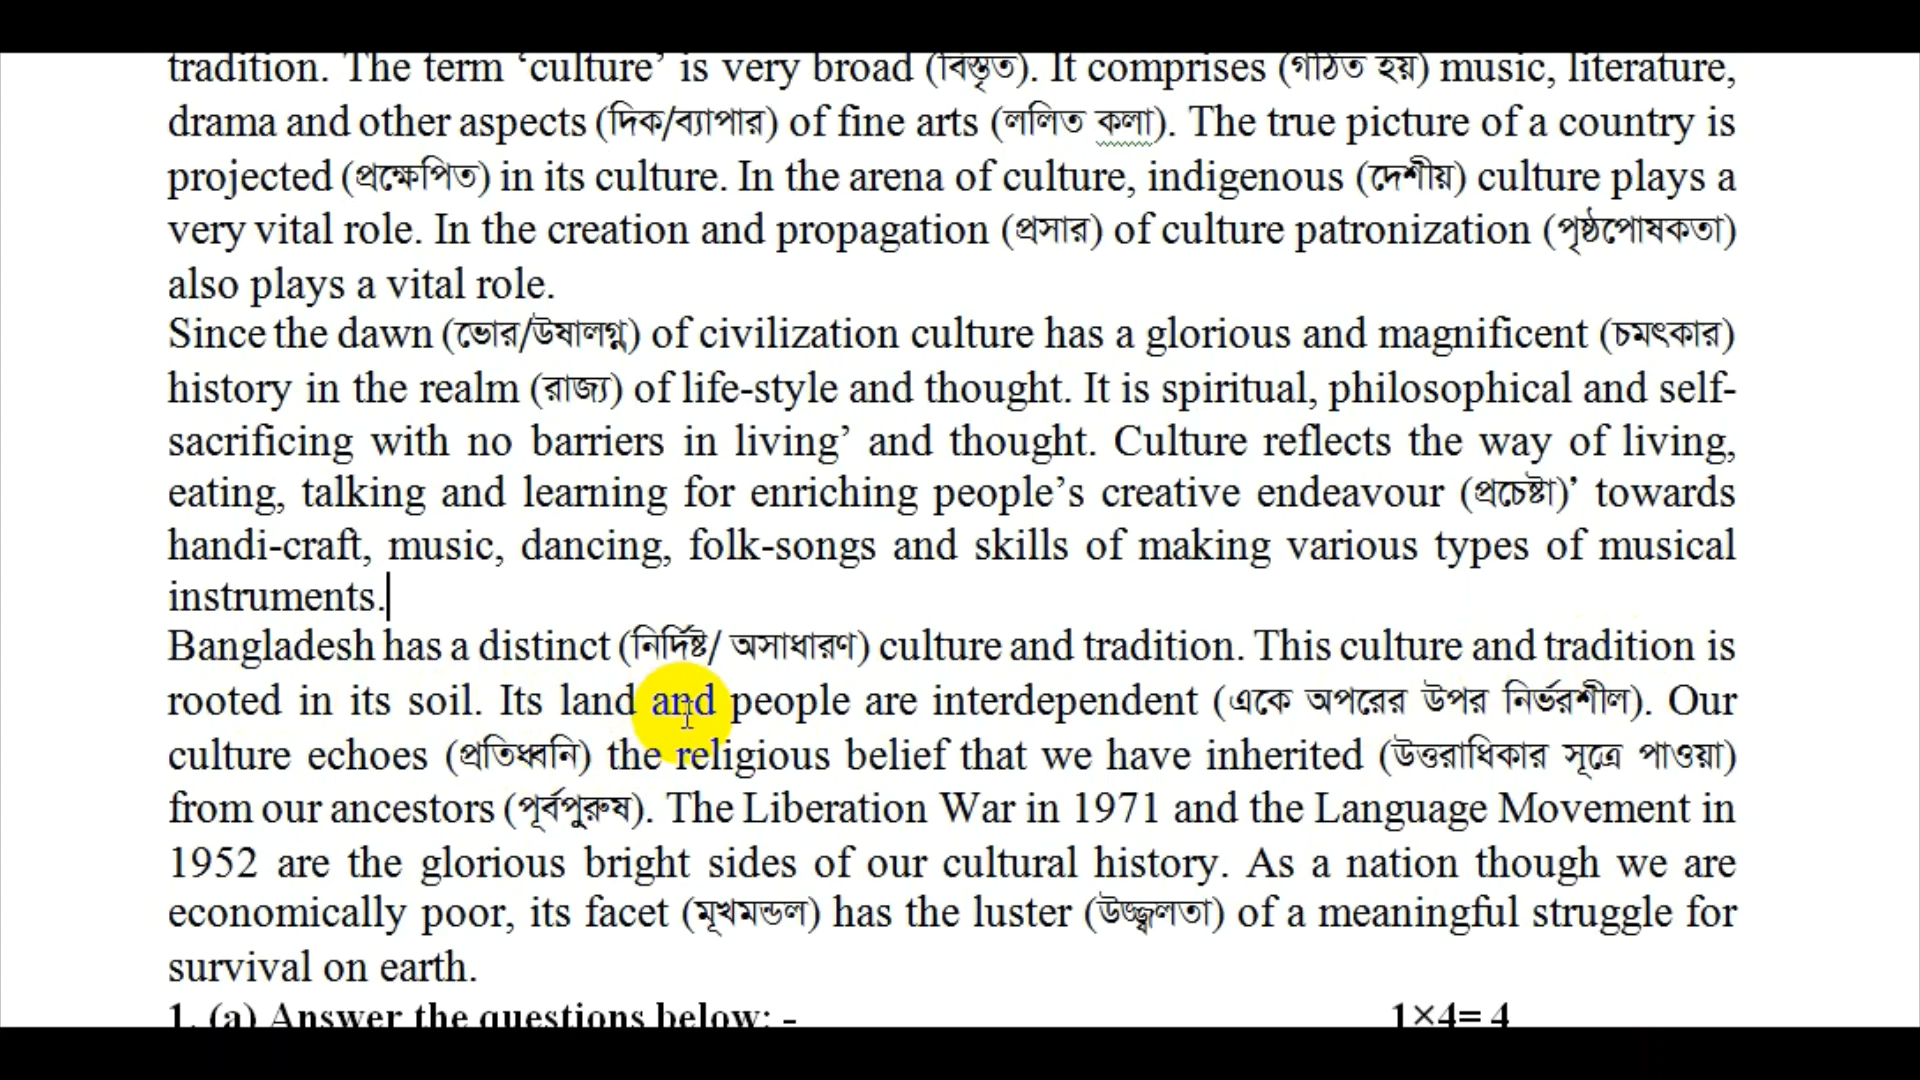 tradition. The term ‘culture’ is very broad (বিস্তৃত). It comprises (গঠিত হয়) music, literature,
drama and other aspects (দিক/ব্যাপার) of fine arts (ললিত কলা). The true picture of a country is
projected (প্রক্ষেপিত) in its culture. In the arena of culture, indigenous (দেশীয়) culture plays a
very vital role. In the creation and propagation (প্রসার) of culture patronization (পৃষ্ঠপোষকতা)
also plays a vital role.
Since the dawn (ভোর/উষালগ্ন) of civilization culture has a glorious and magnificent (চমৎকার)
history in the realm (রাজ্য) of life-style and thought. It is spiritual, philosophical and self-
sacrificing with no barriers in living’ and thought. Culture reflects the way of living,
eating, talking and learning for enriching people’s creative endeavour (প্রচেষ্টা)’ towards
handi-craft, music, dancing, folk-songs and skills of making various types of musical
instruments.
Bangladesh has a distinct (নির্দিষ্ট/ অসাধারণ) culture and tradition. This culture and tradition is
rooted in its soil. Its land and people are interdependent (একে অপরের উপর নির্ভরশীল). Our
culture echoes (প্রতিধ্বনি) the religious belief that we have inherited (উত্তরাধিকার সূত্রে পাওয়া)
from our ancestors (পূর্বপুরুষ). The Liberation War in 1971 and the Language Movement in
1952 are the glorious bright sides of our cultural history. As a nation though we are
economically poor, its facet (মূখমন্ডল) has the luster (উজ্জ্বলতা) of a meaningful struggle for
survival on earth.
1. (a) Answer the questions below: - 1×4= 4